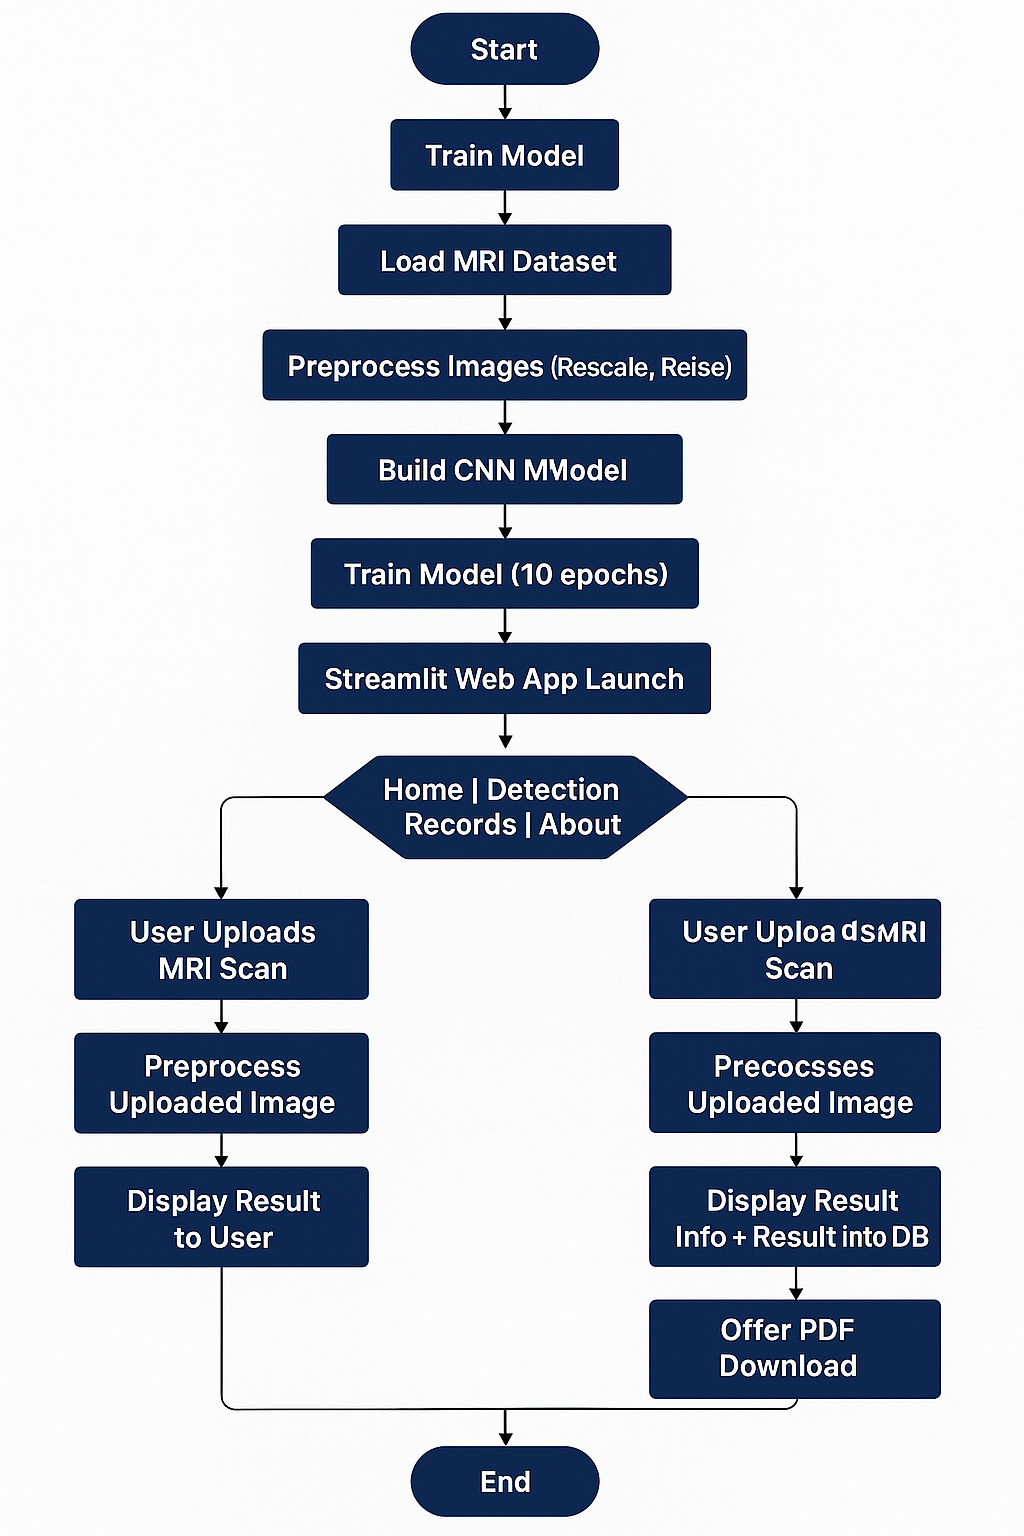 Start
Train Model
Load MRI Dataset
Preprocess Images (Rescale, Reise)
Build CNN MModel
Train Model (10 epochs)
Streamlit Web App Launch
Home | Detection
Records | About
User Uploads
MRI Scan
Preprocess
Uploaded Image
Display Result
to User
User Uploa dsMRI
Scan
Precocsses
Uploaded Image
Display Result
Info + Result into DB
Offer PDF
Download
End